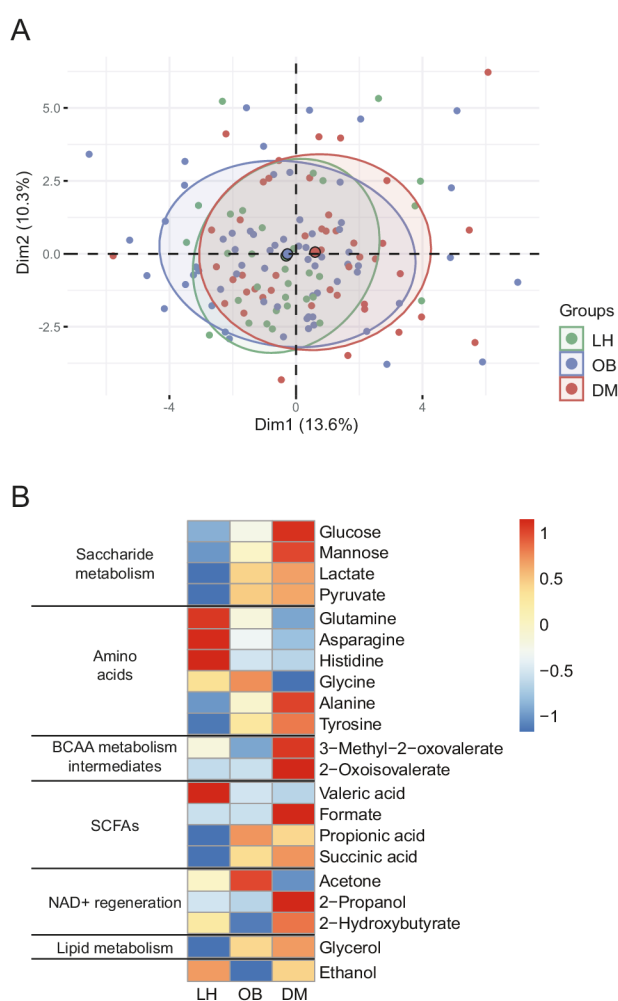 A
Dim2 (10.3%)
5.0
2.5
0.0
−2.5
−4
0
4
Dim1 (13.6%)
Groups
LH
OB
DM
B
Saccharide
metabolism
Glucose
Mannose
Lactate
Pyruvate
Amino
acids
Glutamine
Asparagine
Histidine
Glycine
Alanine
Tyrosine
BCAA metabolism
intermediates
3−Methyl−2−oxovalerate
2−Oxoisovalerate
SCFAs
Valeric acid
Formate
Propionic acid
Succinic acid
NAD+ regeneration
Acetone
2−Propanol
2−Hydroxybutyrate
Lipid metabolism
Glycerol
Ethanol
LH OB DM
1
0.5
0
−0.5
−1